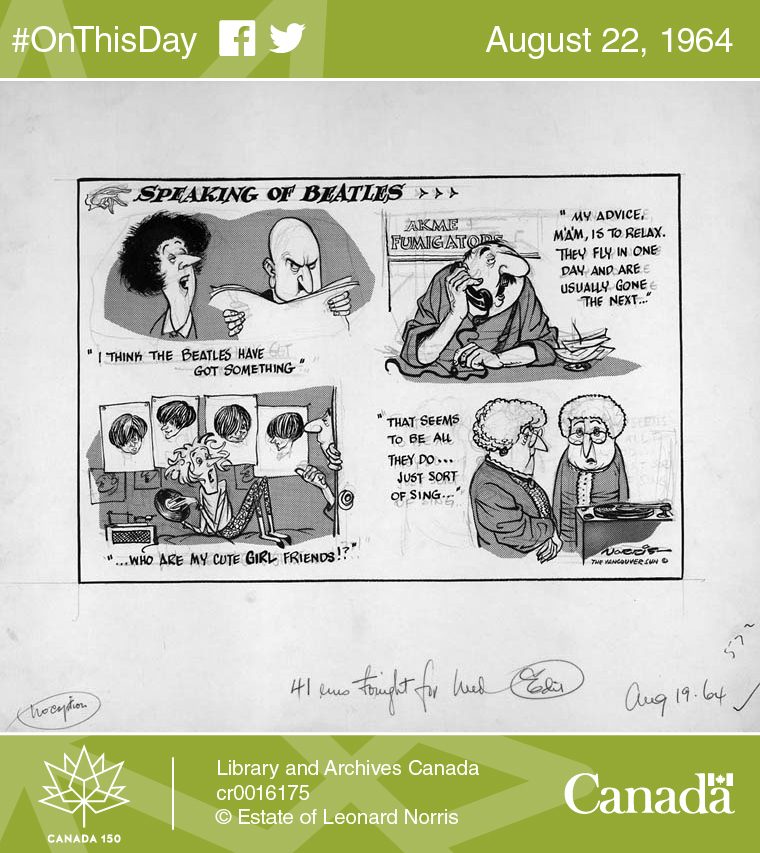 #OnThisDay
August 22, 1964
SPEAKING OF BEATLES
"I THINK THE BEATLES HAVE
GOT SOMETHING"
AKME
FUMIGATORS
"MY ADVICE,
M'AM, IS TO RELAX.
THEY FLY IN ONE
DAY AND ARE
USUALLY GONE
THE NEXT..."
"...WHO ARE MY CUTE GIRL FRIENDS!?"
"THAT SEEMS
TO BE ALL
THEY DO...
JUST SORT
OF SING..."
NORRIS
THE VANCOUVER SUN ©
41 ems tonight for Wed Edit
Aug 19.64
no caption
CANADA 150
Library and Archives Canada
cr0016175
© Estate of Leonard Norris
Canada